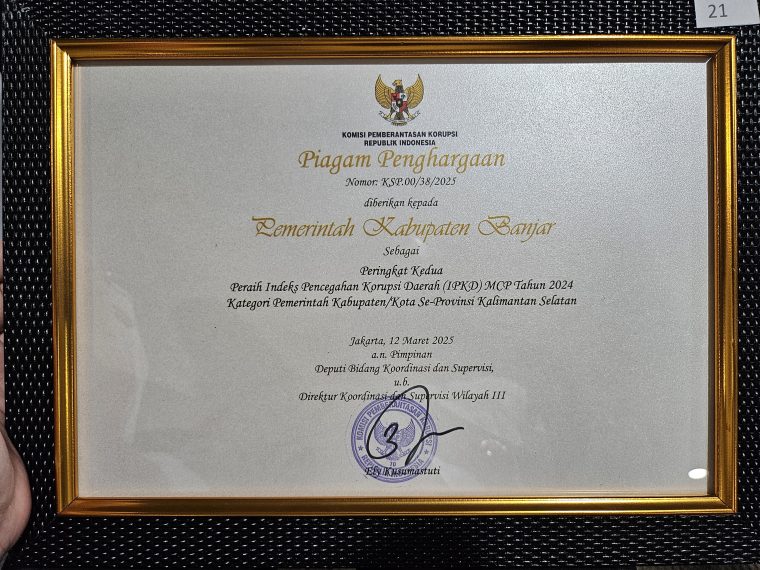 21
KOMISI PEMBERANTASAN KORUPSI
REPUBLIK INDONESIA
Piagam Penghargaan
Nomor: KSP.00/38/2025
diberikan kepada
Pemerintah Kabupaten Banjar
Sebagai
Peringkat Kedua
Peraih Indeks Pencegahan Korupsi Daerah (IPKD) MCP Tahun 2024
Kategori Pemerintah Kabupaten/Kota Se-Provinsi Kalimantan Selatan
Jakarta, 12 Maret 2025
a.n. Pimpinan
Deputi Bidang Koordinasi dan Supervisi,
u.b.
Direktur Koordinasi dan Supervisi Wilayah III
KOMISI PEMBERANTASAN
Ely Kusumastuti